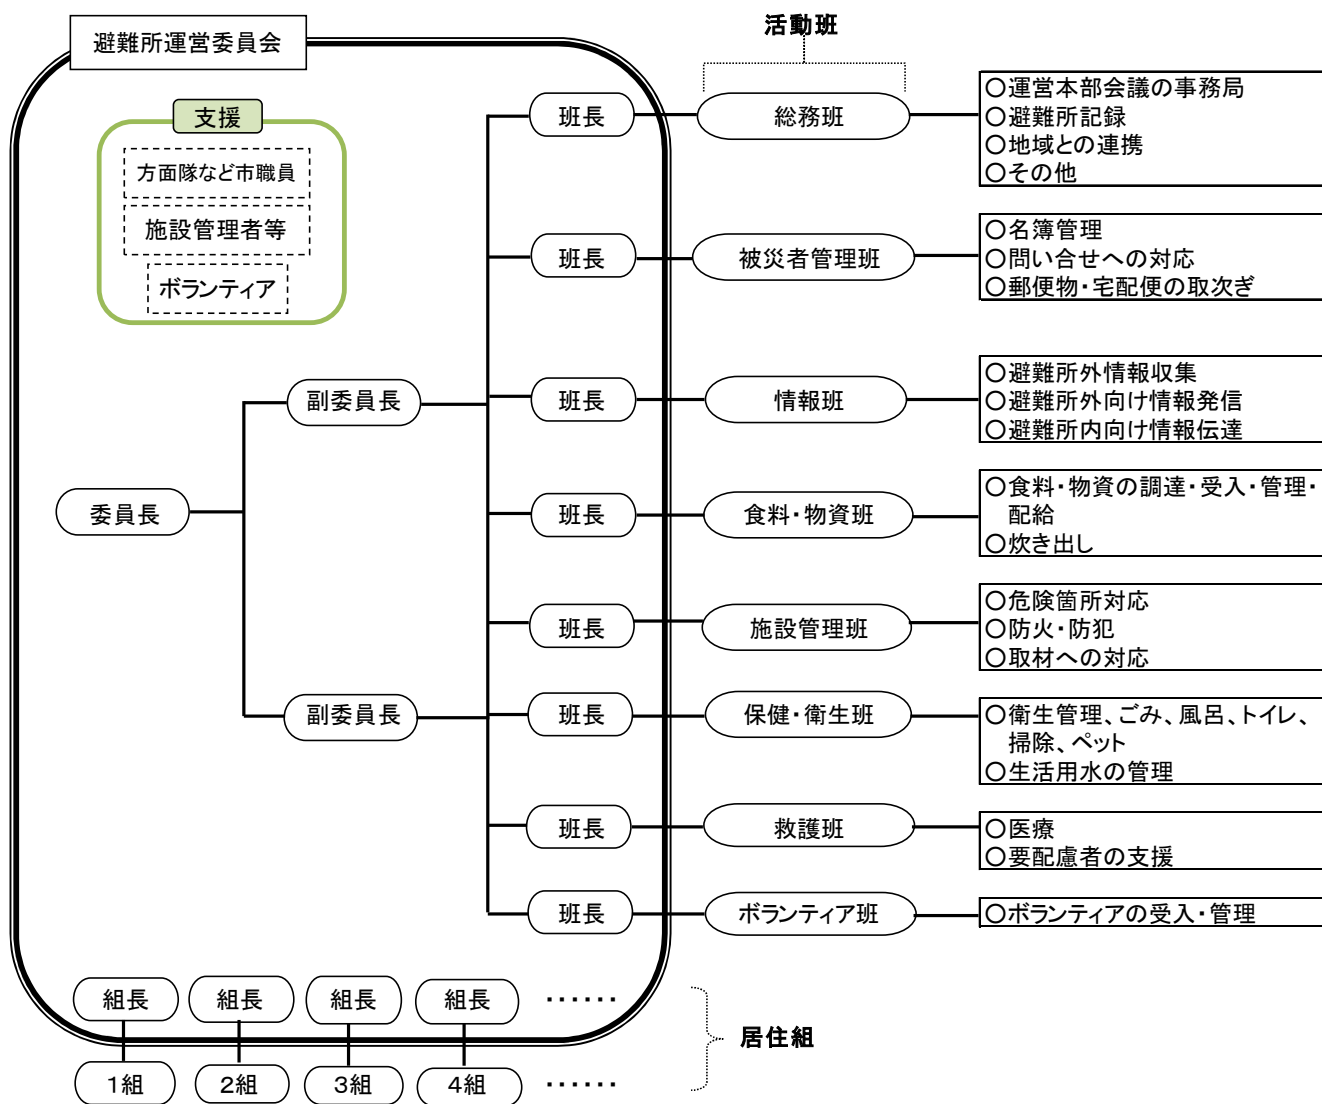 避難所運営委員会
活動班
支援
方面隊など市職員
施設管理者等
ボランティア
委員長
副委員長
副委員長
班長
総務班
○運営本部会議の事務局
○避難所記録
○地域との連携
○その他
班長
被災者管理班
○名簿管理
○問い合せへの対応
○郵便物・宅配便の取次ぎ
班長
情報班
○避難所外情報収集
○避難所外向け情報発信
○避難所内向け情報伝達
班長
食料・物資班
○食料・物資の調達・受入・管理・
配給
○炊き出し
班長
施設管理班
○危険箇所対応
○防火・防犯
○取材への対応
班長
保健・衛生班
○衛生管理、ごみ、風呂、トイレ、
掃除、ペット
○生活用水の管理
班長
救護班
○医療
○要配慮者の支援
班長
ボランティア班
○ボランティアの受入・管理
組長 組長 組長 組長 ……
居住組
1組 2組 3組 4組 ……